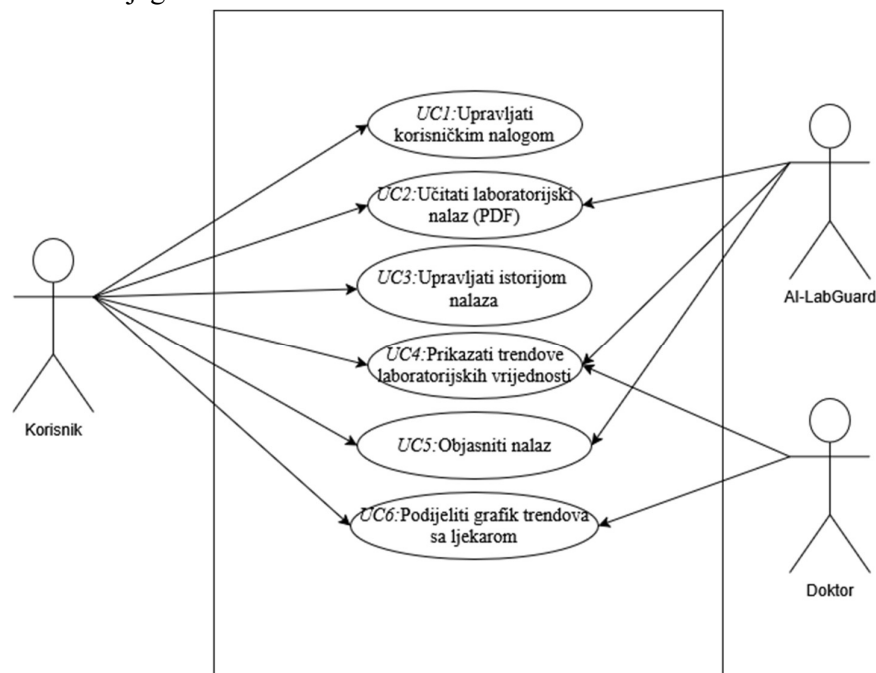 UC1:Upravljati
korisničkim nalogom
UC2:Učitati laboratorijski
nalaz (PDF)
UC3:Upravljati istorijom
nalaza
UC4:Prikazati trendove
laboratorijskih vrijednosti
UC5:Objasniti nalaz
UC6:Podijeliti grafik trendova
sa ljekarom
Korisnik
AI-LabGuard
Doktor